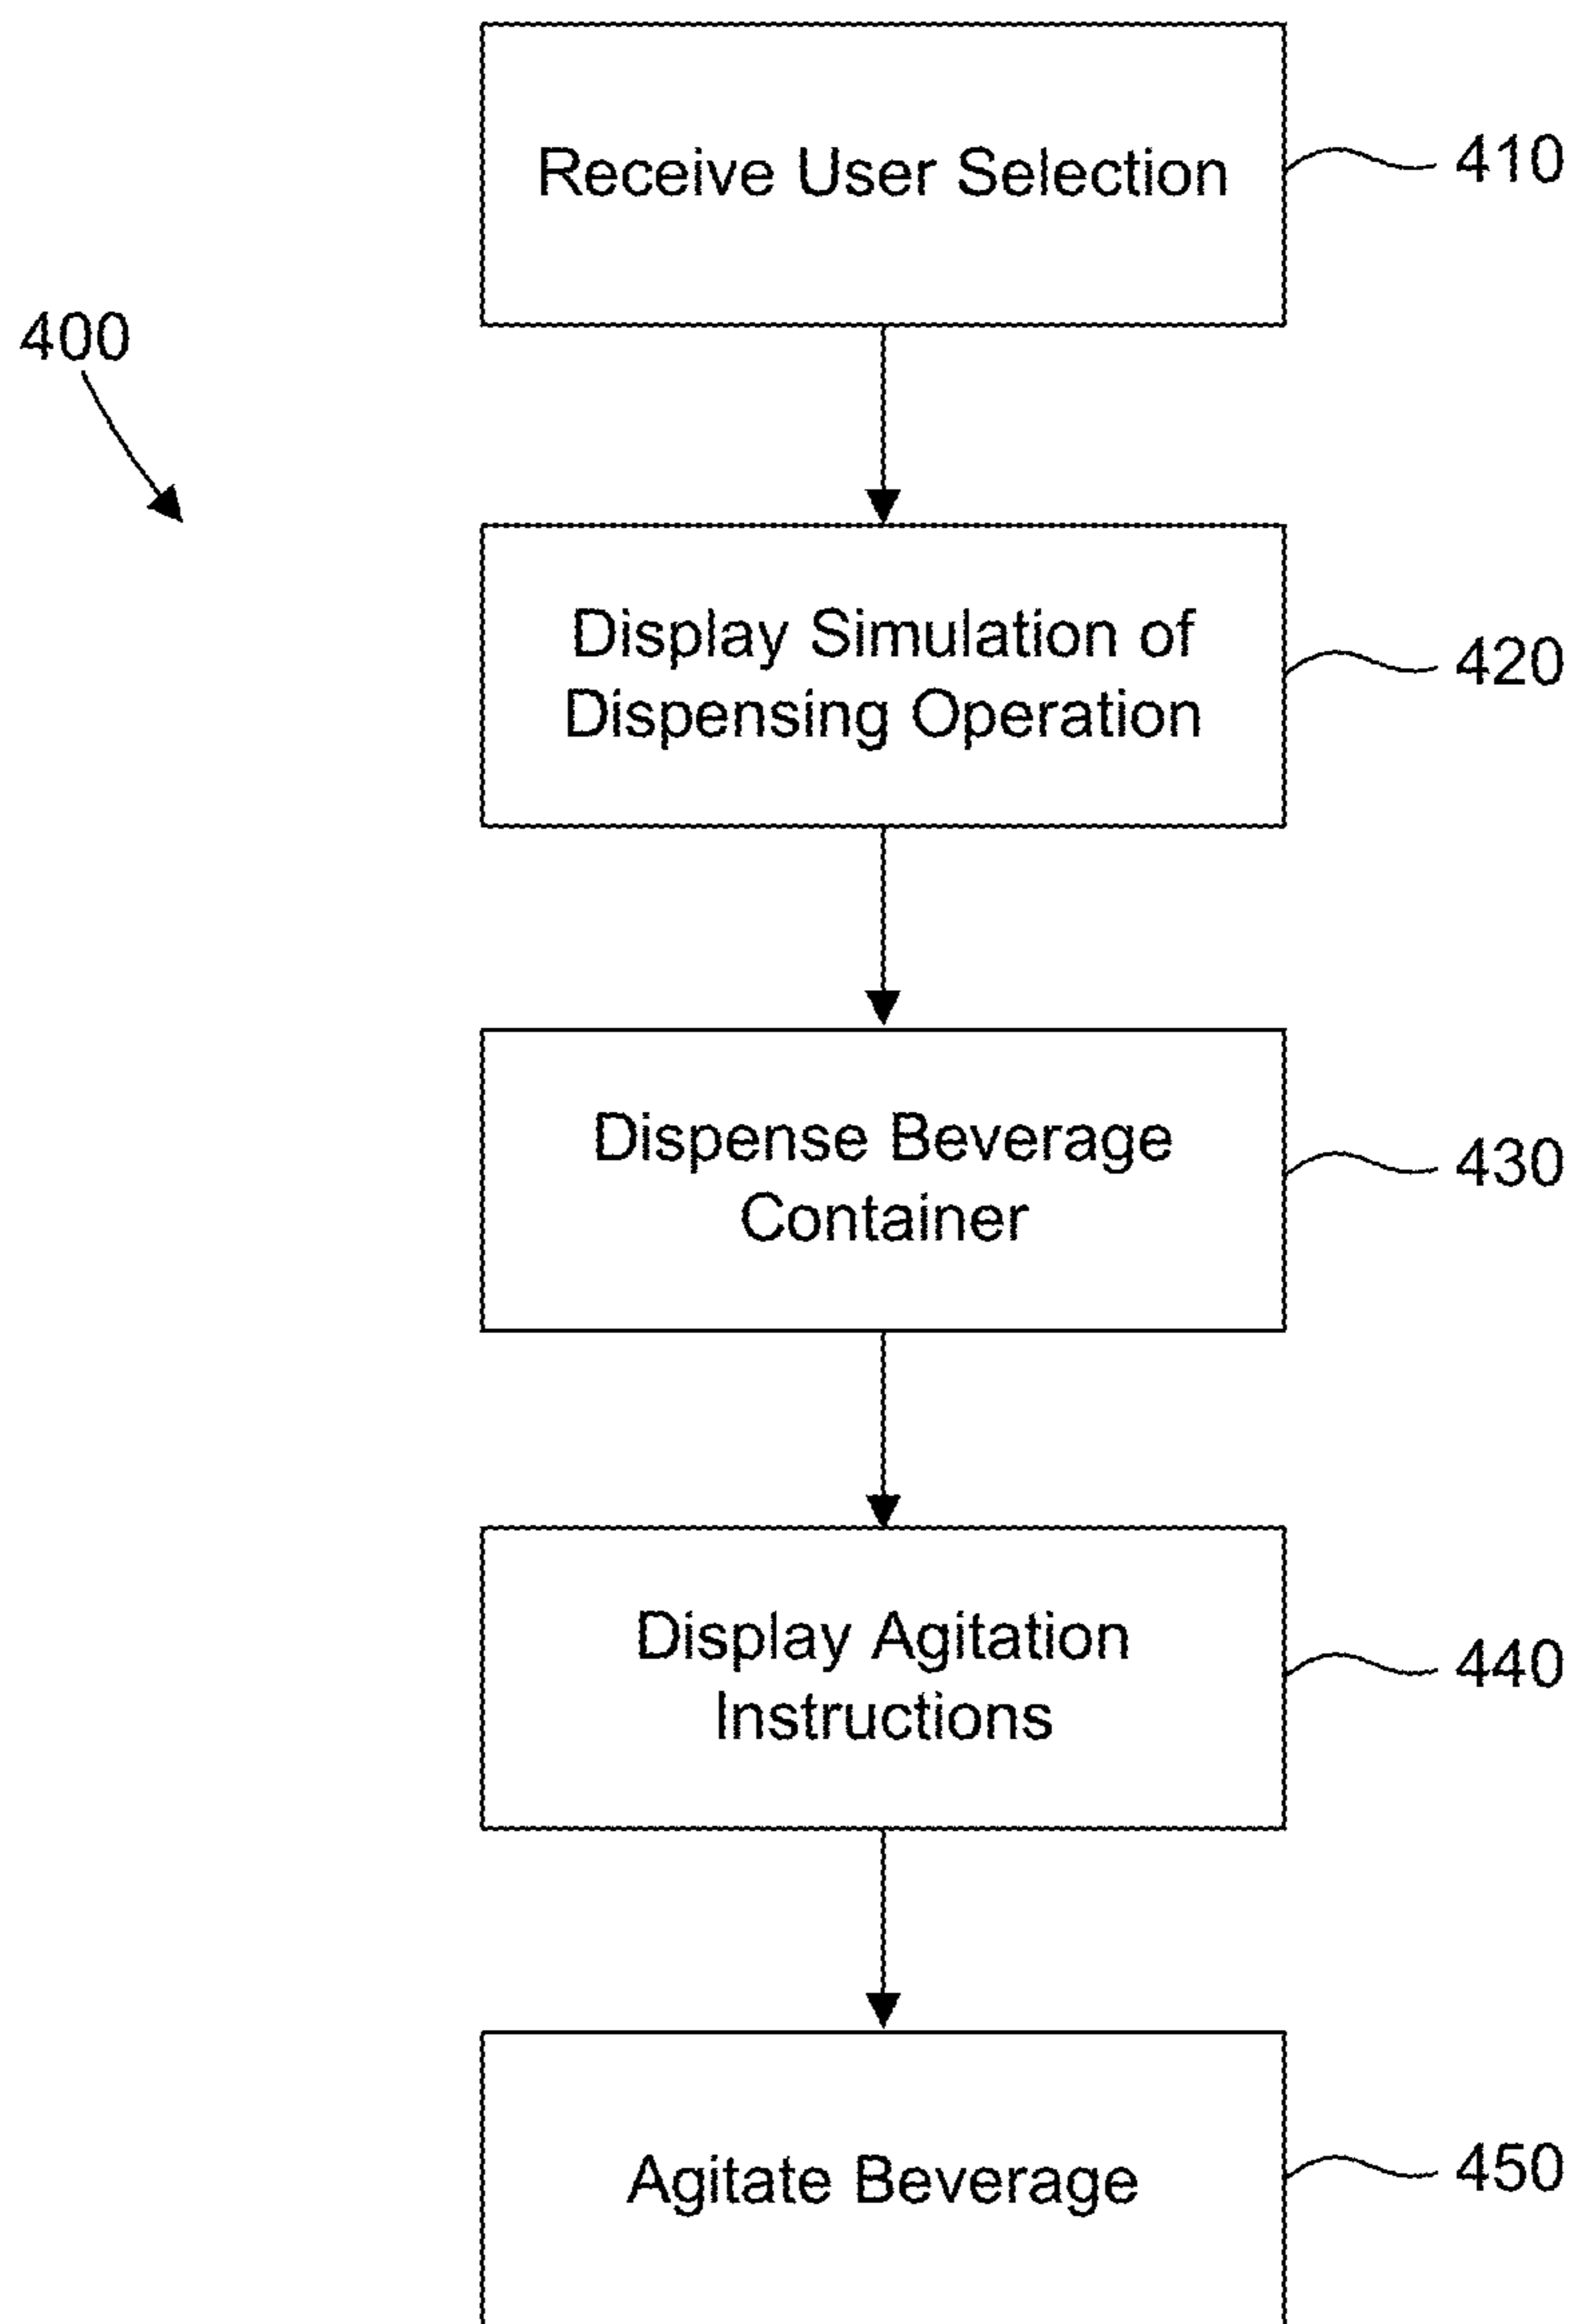 Receive User Selection
410
400
Display Simulation of
Dispensing Operation
420
Dispense Beverage
Container
430
Display Agitation
Instructions
440
Agitate Beverage
450